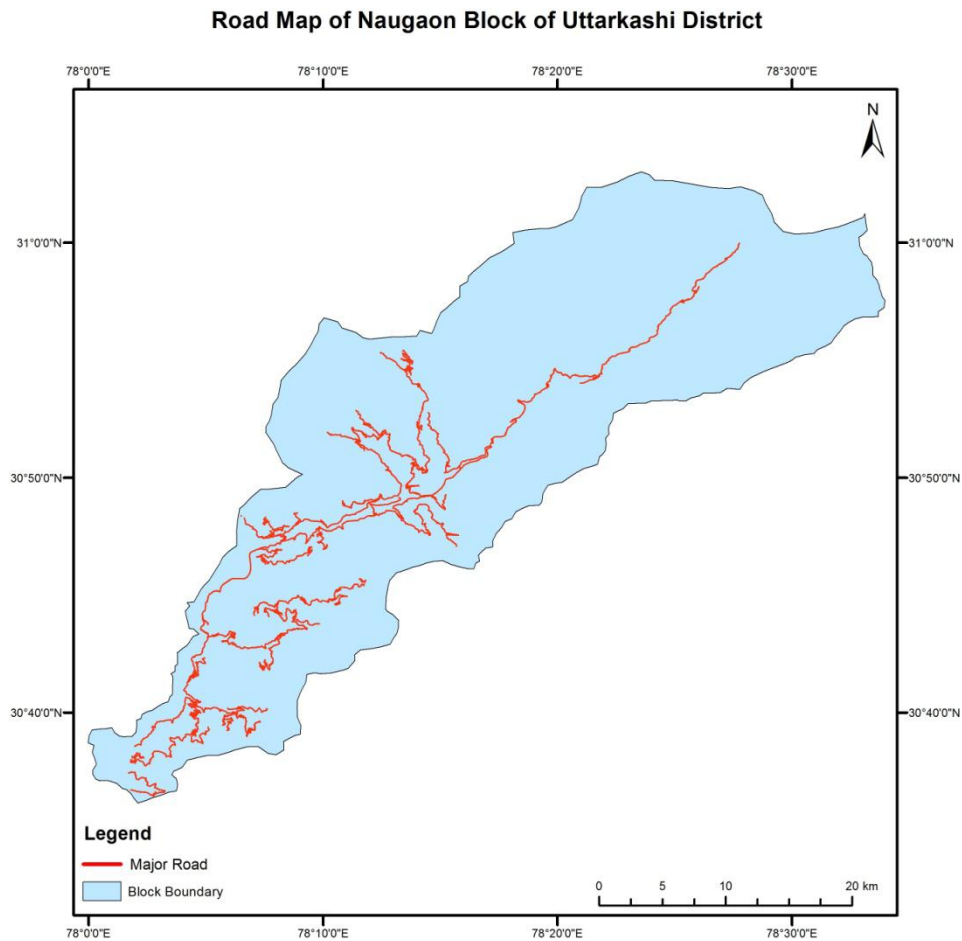 Road Map of Naugaon Block of Uttarkashi District
78°0'0"E 78°10'0"E 78°20'0"E 78°30'0"E
N
31°0'0"N 31°0'0"N
30°50'0"N 30°50'0"N
30°40'0"N 30°40'0"N
Legend
Major Road
Block Boundary
0 5 10 20 km
78°0'0"E 78°10'0"E 78°20'0"E 78°30'0"E